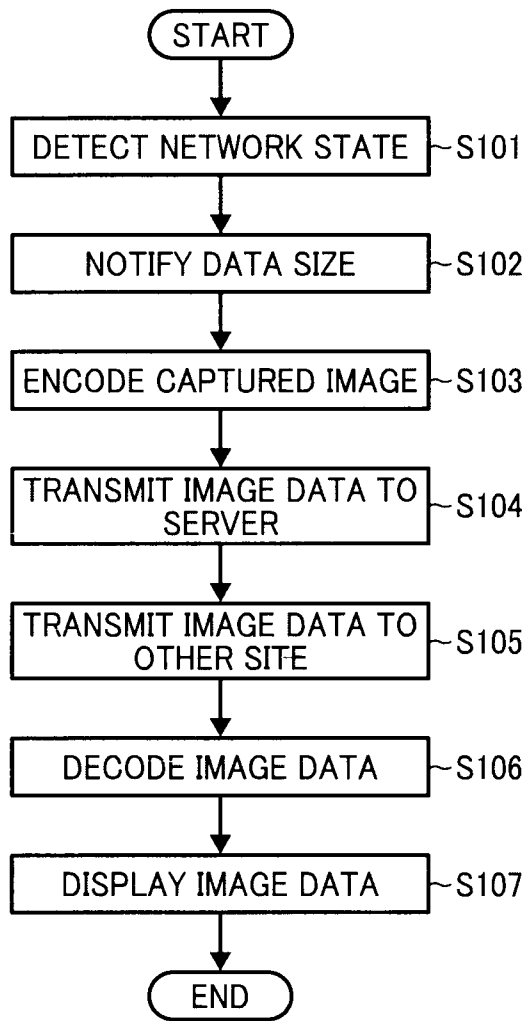 START
DETECT NETWORK STATE
S101
NOTIFY DATA SIZE
S102
ENCODE CAPTURED IMAGE
S103
TRANSMIT IMAGE DATA TO
SERVER
S104
TRANSMIT IMAGE DATA TO
OTHER SITE
S105
DECODE IMAGE DATA
S106
DISPLAY IMAGE DATA
S107
END